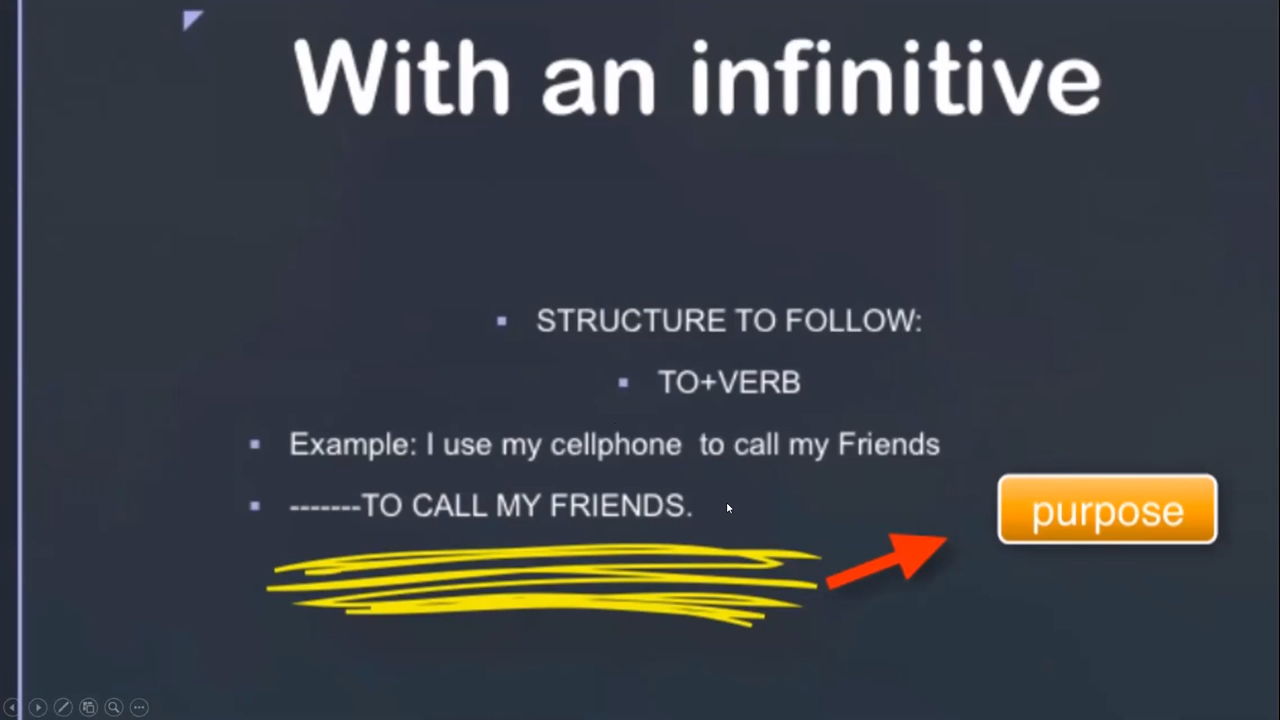 With an infinitive
STRUCTURE TO FOLLOW:
TO+VERB
Example: I use my cellphone  to call my Friends
-------TO CALL MY FRIENDS.
purpose